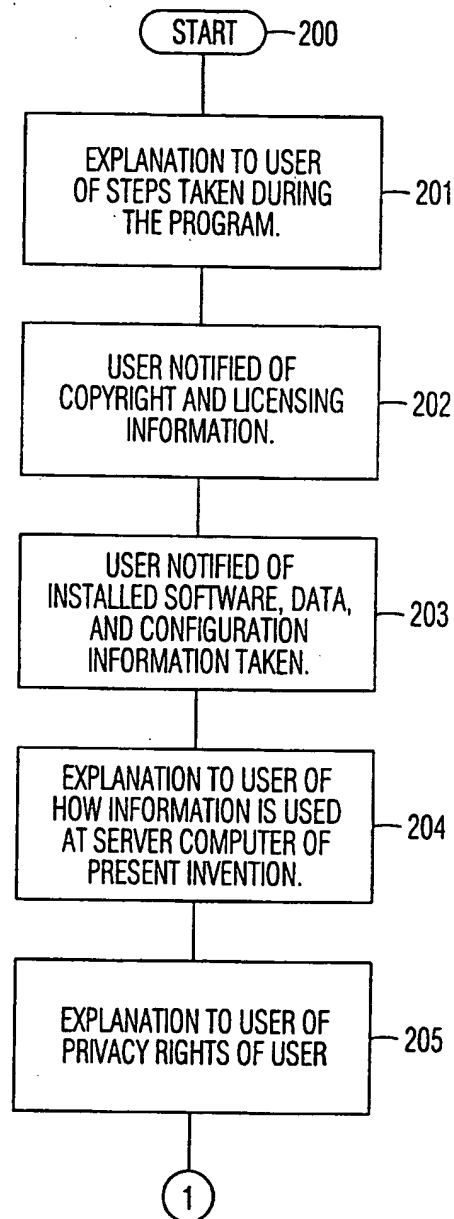 START 200
EXPLANATION TO USER
OF STEPS TAKEN DURING
THE PROGRAM.
201
USER NOTIFIED OF
COPYRIGHT AND LICENSING
INFORMATION.
202
USER NOTIFIED OF
INSTALLED SOFTWARE, DATA,
AND CONFIGURATION
INFORMATION TAKEN.
203
EXPLANATION TO USER OF
HOW INFORMATION IS USED
AT SERVER COMPUTER OF
PRESENT INVENTION.
204
EXPLANATION TO USER OF
PRIVACY RIGHTS OF USER
205
1